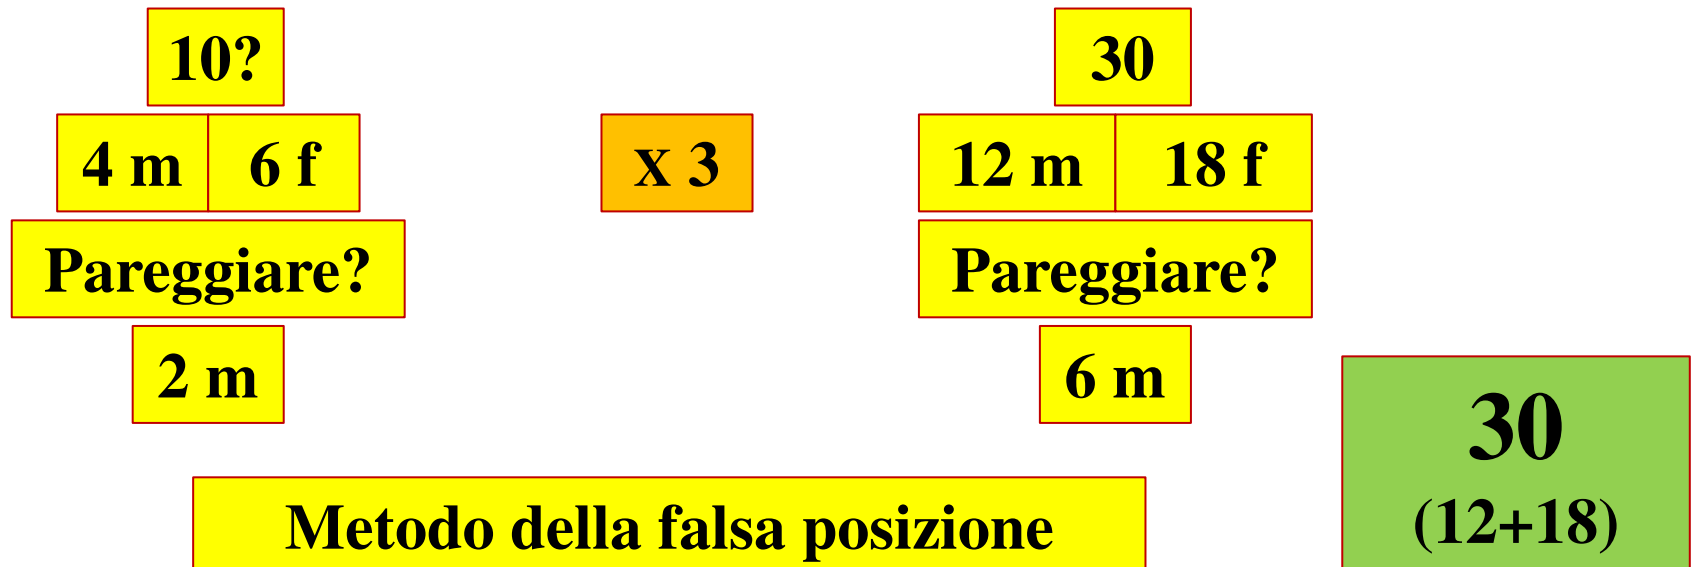 10?
4 m 6 f
Pareggiare?
2 m
X 3
30
12 m 18 f
Pareggiare?
6 m
Metodo della falsa posizione
30
(12+18)